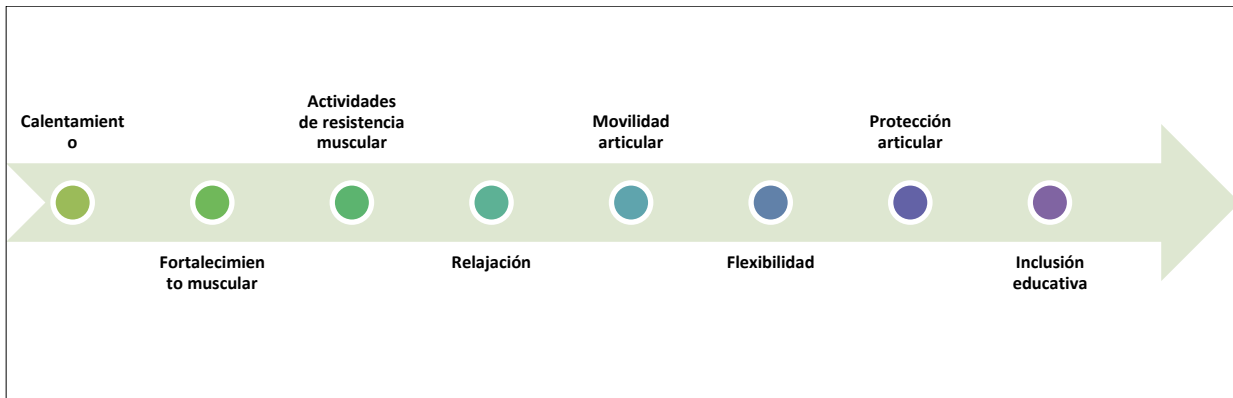 Calentamient
o
Fortalecimien
to muscular
Actividades
de resistencia
muscular
Relajación
Movilidad
articular
Flexibilidad
Protección
articular
Inclusión
educativa